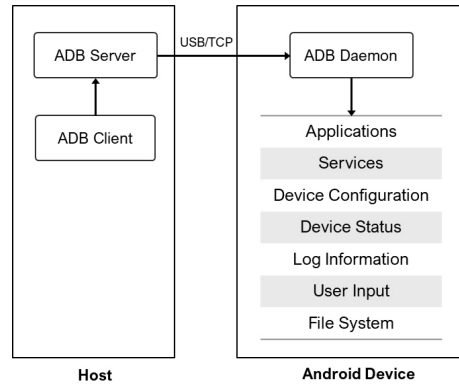 ADB Server
USB/TCP
ADB Daemon
ADB Client
Applications
Services
Device Configuration
Device Status
Log Information
User Input
File System
Host
Android Device